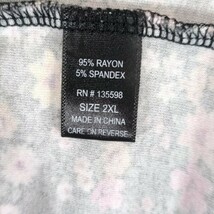 95% RAYON
5% SPANDEX
RN # 135598
SIZE 2XL
MADE IN CHINA
CARE ON REVERSE